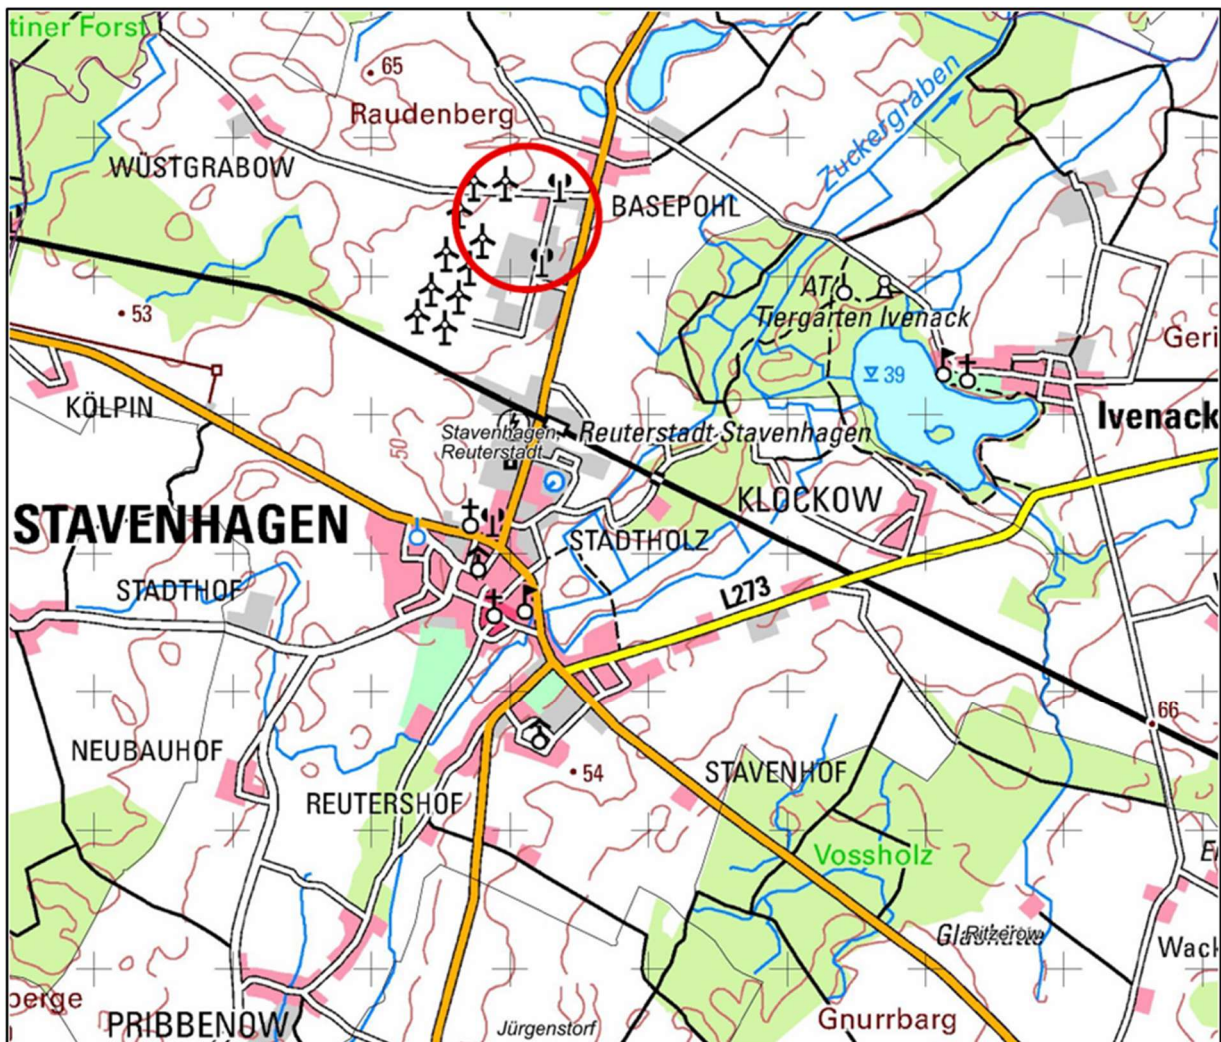 tiner Forst
65
Raudenberg
Zuckergraben
WÜSTGRABOW
BASEPOHL
AT
53
Tiergarten Ivenack
Geri
39
KÖLPIN
50
Stavenhagen,
Reuterstadt
Reuterstadt Stavenhagen
Ivenack
STAVENHAGEN
KLOCKOW
STADTHOLZ
STADTHOF
L273
66
NEUBAUHOF
54
STAVENHOF
REUTERSHOF
Vossholz
Ritzerow
Wack
berge
PRIBBENOW
Jürgenstorf
Gnurrbarg